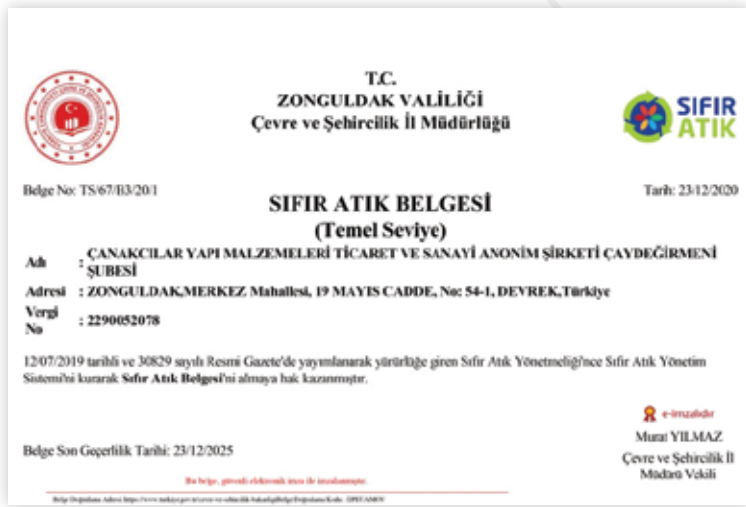 T.C.
ZONGULDAK VALİLİĞİ
Çevre ve Şehircilik İl Müdürlüğü
SIFIR
ATIK
Belge No: TS/67/B3/20/1
Tarih: 23/12/2020
SIFIR ATIK BELGESİ
(Temel Seviye)
Adı : ÇANAKCILAR YAPI MALZEMELERİ TİCARET VE SANAYİ ANONİM ŞİRKETİ ÇAYDEĞİRMENİ
ŞUBESİ
Adresi : ZONGULDAK,MERKEZ Mahallesi, 19 MAYIS CADDE, No: 54-1, DEVREK,Türkiye
Vergi
No : 2290052078
12/07/2019 tarihli ve 30829 sayılı Resmi Gazete'de yayımlanarak yürürlüğe giren Sıfır Atık Yönetmeliği'nce Sıfır Atık Yönetim
Sistemi'ni kurarak Sıfır Atık Belgesi'ni almaya hak kazanmıştır.
e-imzalıdır
Murat YILMAZ
Çevre ve Şehircilik İl
Müdürü Vekili
Belge Son Geçerlilik Tarihi: 23/12/2025
Bu belge, güvenli elektronik imza ile imzalanmıştır.
Belge Doğrulama Adresi